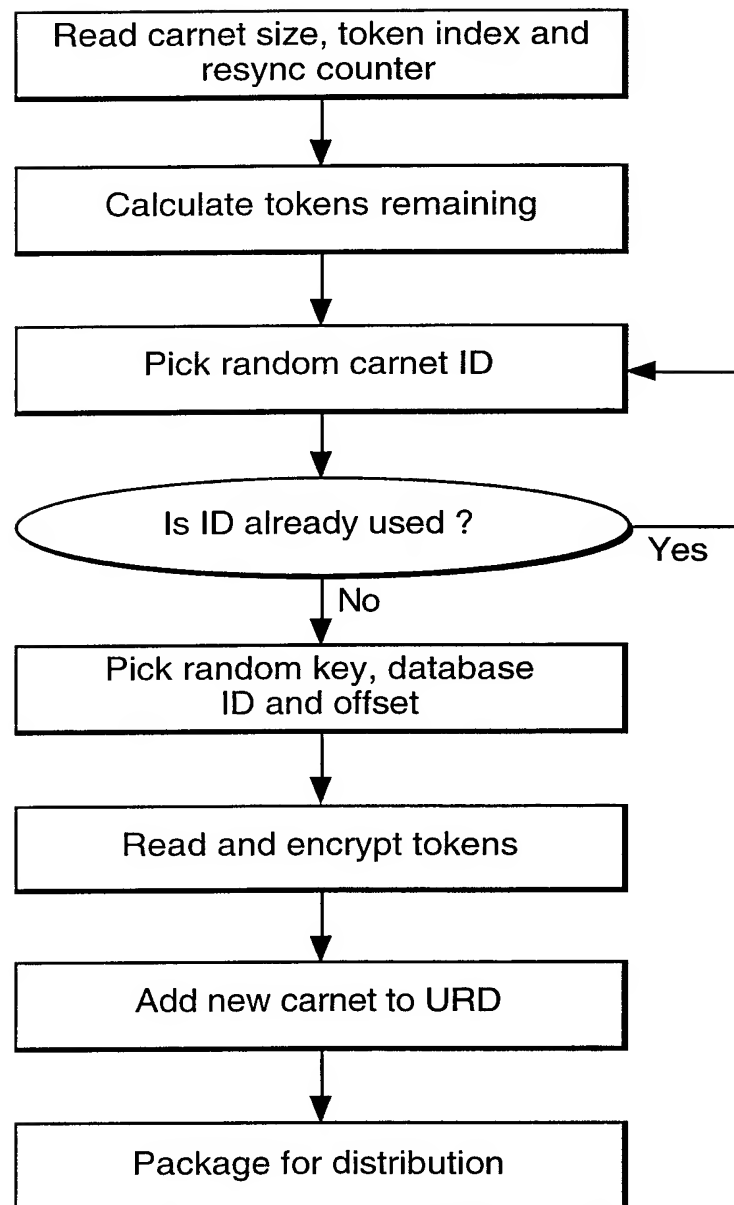 Read carnet size, token index and
resync counter
Calculate tokens remaining
Pick random carnet ID
Is ID already used ?
Yes
No
Pick random key, database
ID and offset
Read and encrypt tokens
Add new carnet to URD
Package for distribution